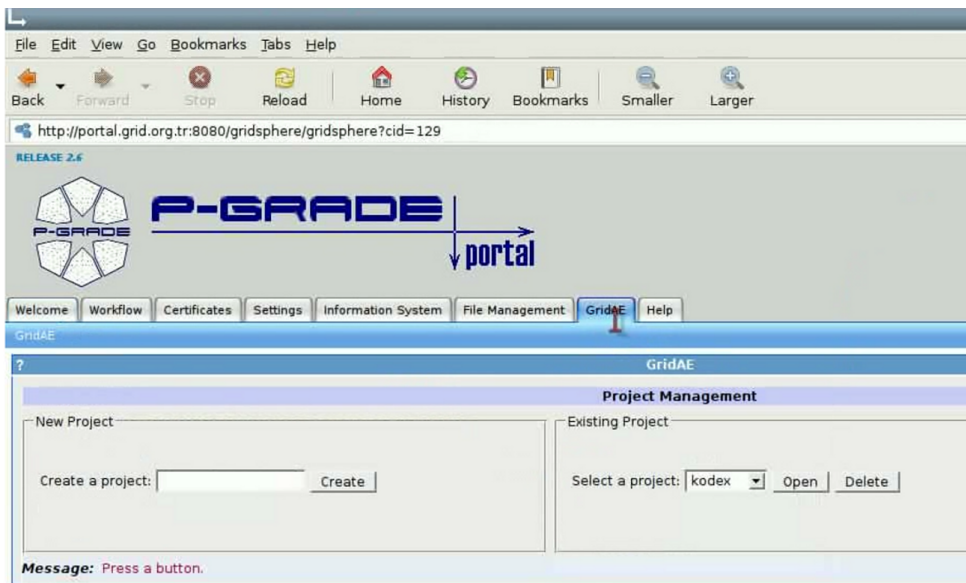 File Edit View Go Bookmarks Tabs Help
Back Forward Stop Reload Home History Bookmarks Smaller Larger
http://portal.grid.org.tr:8080/gridsphere/gridsphere?cid=129
RELEASE 2.6
P-GRADE
P-GRADE
portal
Welcome Workflow Certificates Settings Information System File Management GridAE Help
GridAE
? GridAE
Project Management
New Project Existing Project
Create a project: Create Select a project: kodex Open Delete
Message: Press a button.